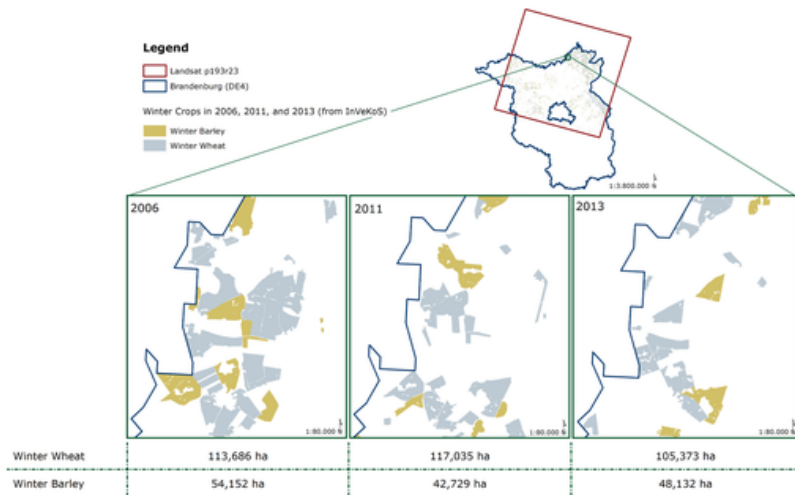 Legend
Landsat p193r23
Brandenburg (DE4)
Winter Crops in 2006, 2011, and 2013 (from InVeKoS)
Winter Barley
Winter Wheat
1:3.800.000
2006
2011
2013
1:80.000
1:80.000
1:80.000
Winter Wheat 113,686 ha 117,035 ha 105,373 ha
Winter Barley 54,152 ha 42,729 ha 48,132 ha